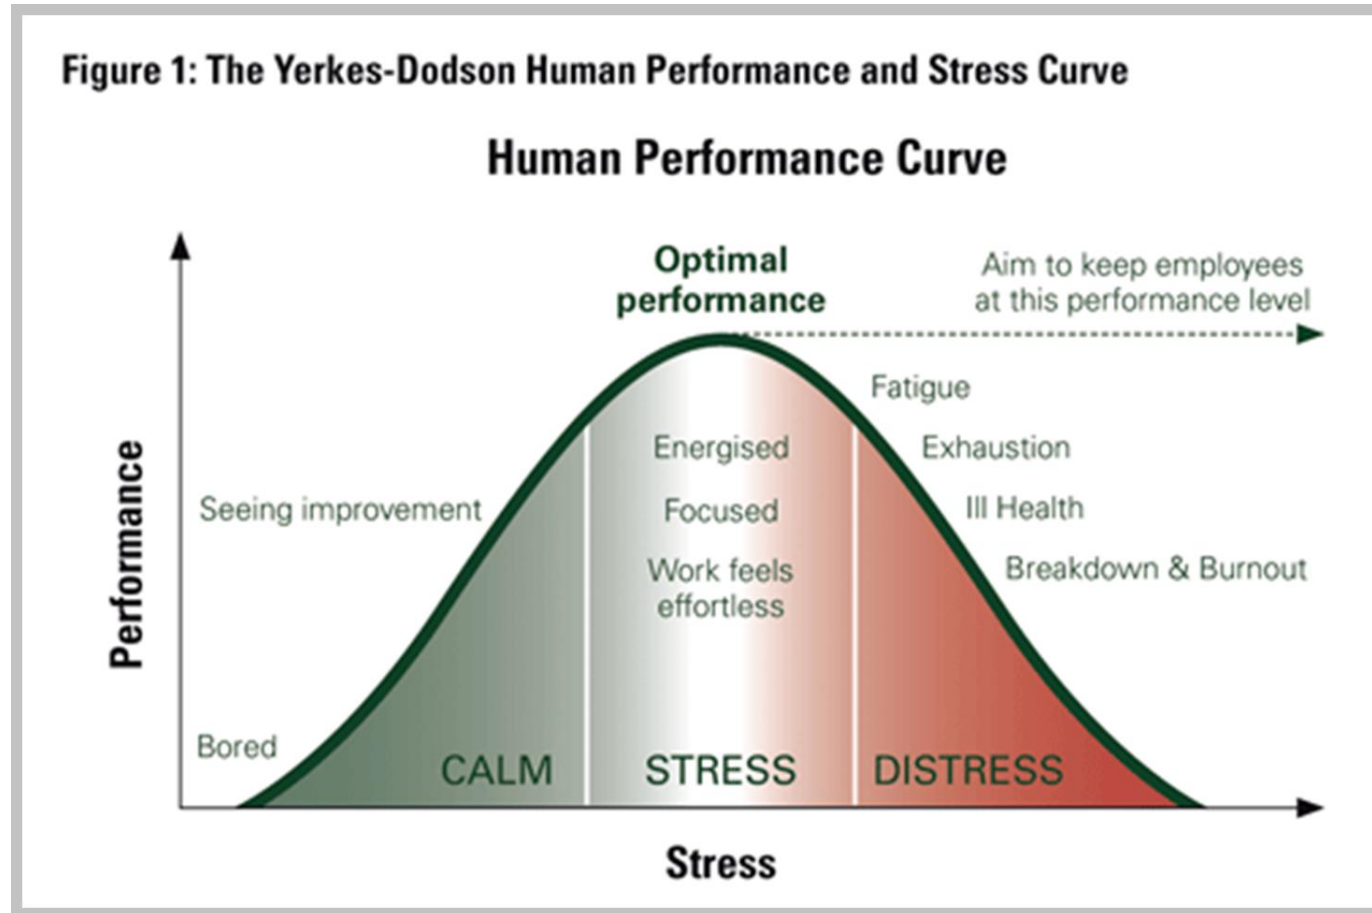 Figure 1: The Yerkes-Dodson Human Performance and Stress Curve
Human Performance Curve
Optimal
performance
Aim to keep employees
at this performance level
Fatigue
Energised
Exhaustion
Seeing improvement
Focused
Ill Health
Work feels
effortless
Breakdown & Burnout
Performance
Bored
CALM
STRESS
DISTRESS
Stress